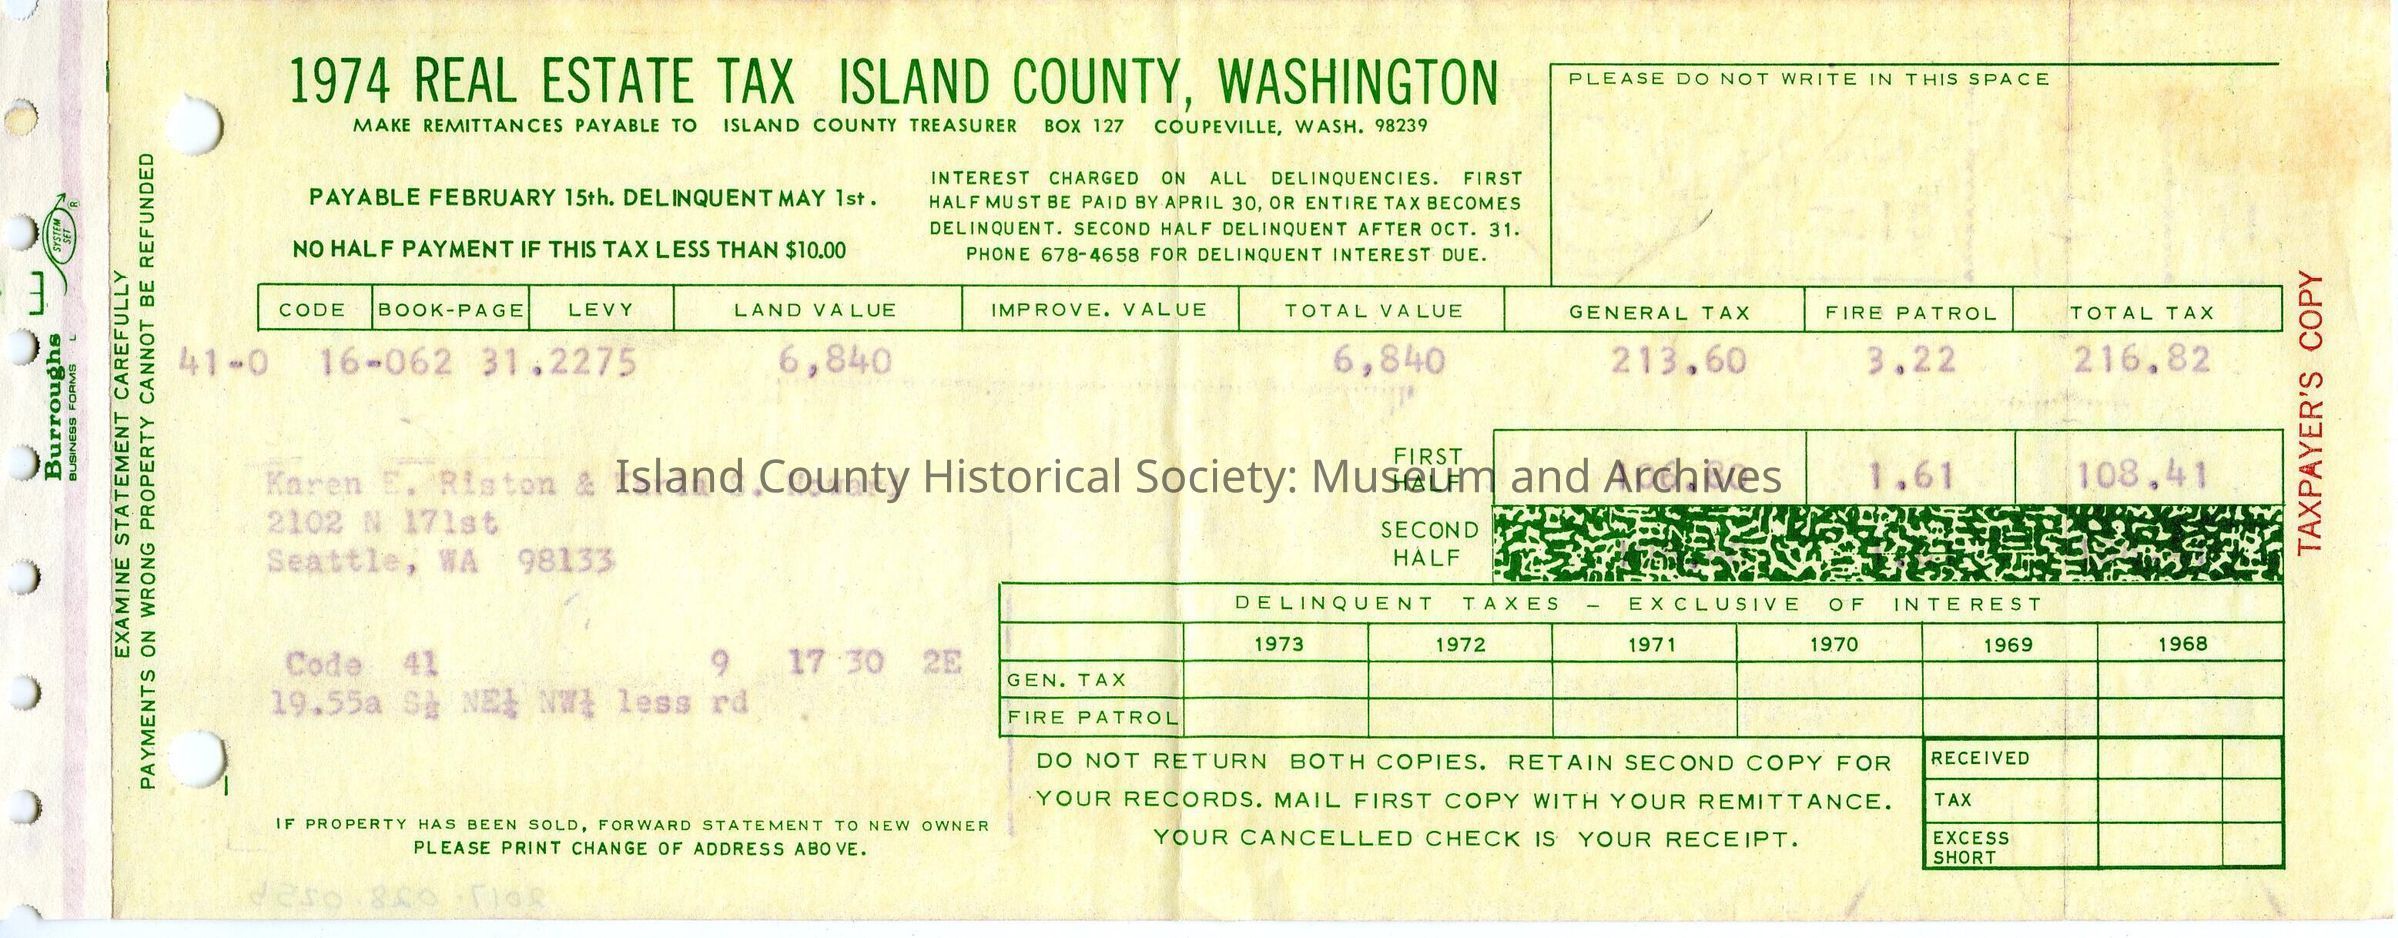 1974 REAL ESTATE TAX ISLAND COUNTY, WASHINGTON
MAKE REMITTANCES PAYABLE TO ISLAND COUNTY TREASURER BOX 127 COUPEVILLE, WASH. 98239
PLEASE DO NOT WRITE IN THIS SPACE
PAYABLE FEBRUARY 15th. DELINQUENT MAY 1st.
NO HALF PAYMENT IF THIS TAX LESS THAN $10.00
INTEREST CHARGED ON ALL DELINQUENCIES. FIRST
HALF MUST BE PAID BY APRIL 30, OR ENTIRE TAX BECOMES
DELINQUENT. SECOND HALF DELINQUENT AFTER OCT. 31.
PHONE 678-4658 FOR DELINQUENT INTEREST DUE.
CODE BOOK-PAGE LEVY LAND VALUE IMPROVE. VALUE TOTAL VALUE GENERAL TAX FIRE PATROL TOTAL TAX
41-0 16-062 31.2275 6,840 6,840 213.60 3.22 216.82
FIRST HALF 106.80 1.61 108.41
SECOND HALF
Karen E. Riston &
2102 N 171st
Seattle, WA 98133
Island County Historical Society: Museum and Archives
Code 41 9 17 30 2E
19.55a S½ NE¼ NW¼ less rd
DELINQUENT TAXES – EXCLUSIVE OF INTEREST
1973 1972 1971 1970 1969 1968
GEN. TAX
FIRE PATROL
DO NOT RETURN BOTH COPIES. RETAIN SECOND COPY FOR
YOUR RECORDS. MAIL FIRST COPY WITH YOUR REMITTANCE.
YOUR CANCELLED CHECK IS YOUR RECEIPT.
RECEIVED
TAX
EXCESS
SHORT
IF PROPERTY HAS BEEN SOLD, FORWARD STATEMENT TO NEW OWNER
PLEASE PRINT CHANGE OF ADDRESS ABOVE.
EXAMINE STATEMENT CAREFULLY
PAYMENTS ON WRONG PROPERTY CANNOT BE REFUNDED
Burroughs
BUSINESS FORMS
SYSTEM SET
TAXPAYER'S COPY